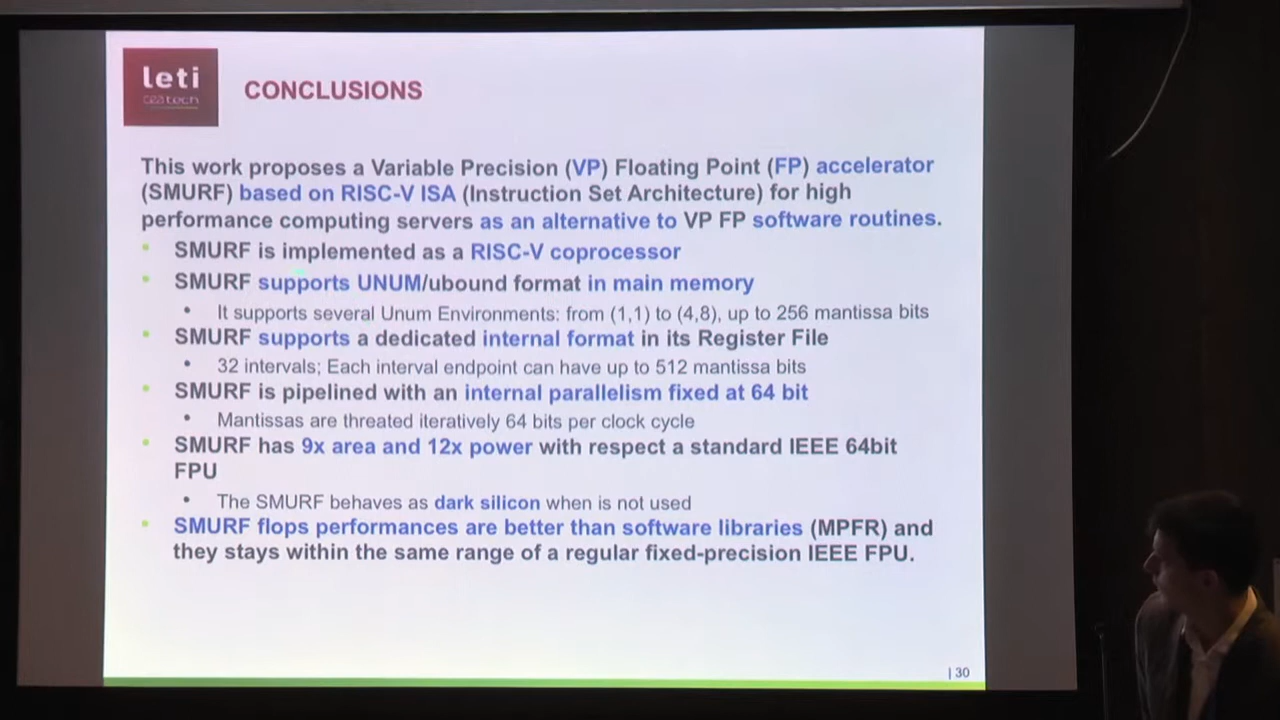 leti
ceatech
CONCLUSIONS
This work proposes a Variable Precision (VP) Floating Point (FP) accelerator
(SMURF) based on RISC-V ISA (Instruction Set Architecture) for high
performance computing servers as an alternative to VP FP software routines.
SMURF is implemented as a RISC-V coprocessor
SMURF supports UNUM/ubound format in main memory
It supports several Unum Environments: from (1,1) to (4,8), up to 256 mantissa bits
SMURF supports a dedicated internal format in its Register File
32 intervals; Each interval endpoint can have up to 512 mantissa bits
SMURF is pipelined with an internal parallelism fixed at 64 bit
Mantissas are threated iteratively 64 bits per clock cycle
SMURF has 9x area and 12x power with respect a standard IEEE 64bit
FPU
The SMURF behaves as dark silicon when is not used
SMURF flops performances are better than software libraries (MPFR) and
they stays within the same range of a regular fixed-precision IEEE FPU.
| 30